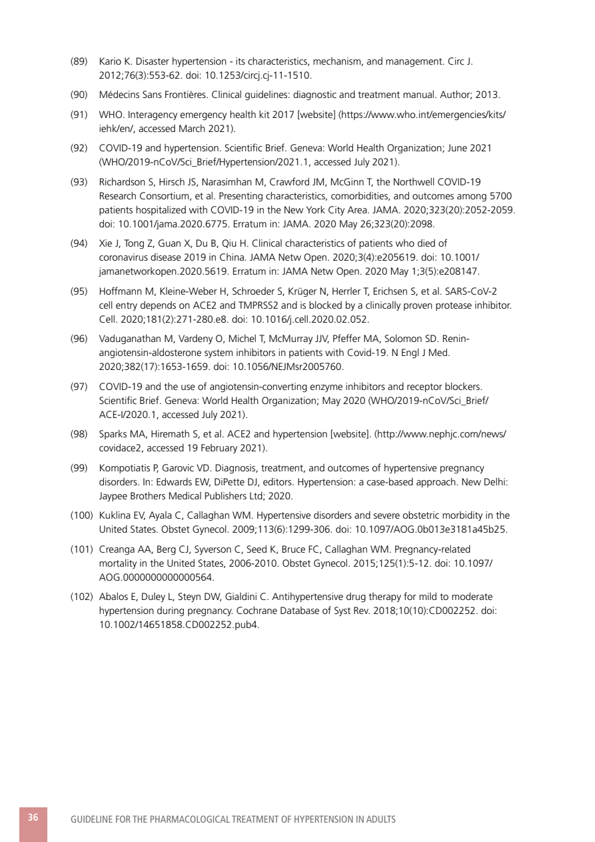 (89) Kario K. Disaster hypertension - its characteristics, mechanism, and management. Circ J.
2012;76(3):553-62. doi: 10.1253/circj.cj-11-1510.
(90) Médecins Sans Frontières. Clinical guidelines: diagnostic and treatment manual. Author; 2013.
(91) WHO. Interagency emergency health kit 2017 [website] (https://www.who.int/emergencies/kits/
iehk/en/, accessed March 2021).
(92) COVID-19 and hypertension. Scientific Brief. Geneva: World Health Organization; June 2021
(WHO/2019-nCoV/Sci_Brief/Hypertension/2021.1, accessed July 2021).
(93) Richardson S, Hirsch JS, Narasimhan M, Crawford JM, McGinn T, the Northwell COVID-19
Research Consortium, et al. Presenting characteristics, comorbidities, and outcomes among 5700
patients hospitalized with COVID-19 in the New York City Area. JAMA. 2020;323(20):2052-2059.
doi: 10.1001/jama.2020.6775. Erratum in: JAMA. 2020 May 26;323(20):2098.
(94) Xie J, Tong Z, Guan X, Du B, Qiu H. Clinical characteristics of patients who died of
coronavirus disease 2019 in China. JAMA Netw Open. 2020;3(4):e205619. doi: 10.1001/
jamanetworkopen.2020.5619. Erratum in: JAMA Netw Open. 2020 May 1;3(5):e208147.
(95) Hoffmann M, Kleine-Weber H, Schroeder S, Krüger N, Herrler T, Erichsen S, et al. SARS-CoV-2
cell entry depends on ACE2 and TMPRSS2 and is blocked by a clinically proven protease inhibitor.
Cell. 2020;181(2):271-280.e8. doi: 10.1016/j.cell.2020.02.052.
(96) Vaduganathan M, Vardeny O, Michel T, McMurray JJV, Pfeffer MA, Solomon SD. Renin-
angiotensin-aldosterone system inhibitors in patients with Covid-19. N Engl J Med.
2020;382(17):1653-1659. doi: 10.1056/NEJMsr2005760.
(97) COVID-19 and the use of angiotensin-converting enzyme inhibitors and receptor blockers.
Scientific Brief. Geneva: World Health Organization; May 2020 (WHO/2019-nCoV/Sci_Brief/
ACE-I/2020.1, accessed July 2021).
(98) Sparks MA, Hiremath S, et al. ACE2 and hypertension [website]. (http://www.nephjc.com/news/
covidace2, accessed 19 February 2021).
(99) Kompotiatis P, Garovic VD. Diagnosis, treatment, and outcomes of hypertensive pregnancy
disorders. In: Edwards EW, DiPette DJ, editors. Hypertension: a case-based approach. New Delhi:
Jaypee Brothers Medical Publishers Ltd; 2020.
(100) Kuklina EV, Ayala C, Callaghan WM. Hypertensive disorders and severe obstetric morbidity in the
United States. Obstet Gynecol. 2009;113(6):1299-306. doi: 10.1097/AOG.0b013e3181a45b25.
(101) Creanga AA, Berg CJ, Syverson C, Seed K, Bruce FC, Callaghan WM. Pregnancy-related
mortality in the United States, 2006-2010. Obstet Gynecol. 2015;125(1):5-12. doi: 10.1097/
AOG.0000000000000564.
(102) Abalos E, Duley L, Steyn DW, Gialdini C. Antihypertensive drug therapy for mild to moderate
hypertension during pregnancy. Cochrane Database of Syst Rev. 2018;10(10):CD002252. doi:
10.1002/14651858.CD002252.pub4.
36 GUIDELINE FOR THE PHARMACOLOGICAL TREATMENT OF HYPERTENSION IN ADULTS